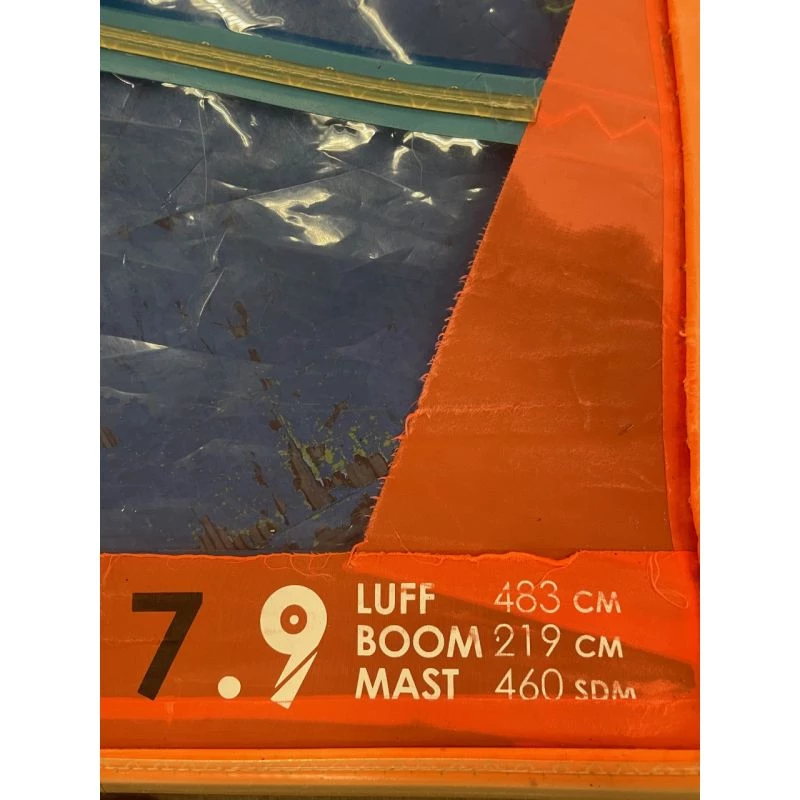 7.9
LUFF 483 CM
BOOM 219 CM
MAST 460 SDM